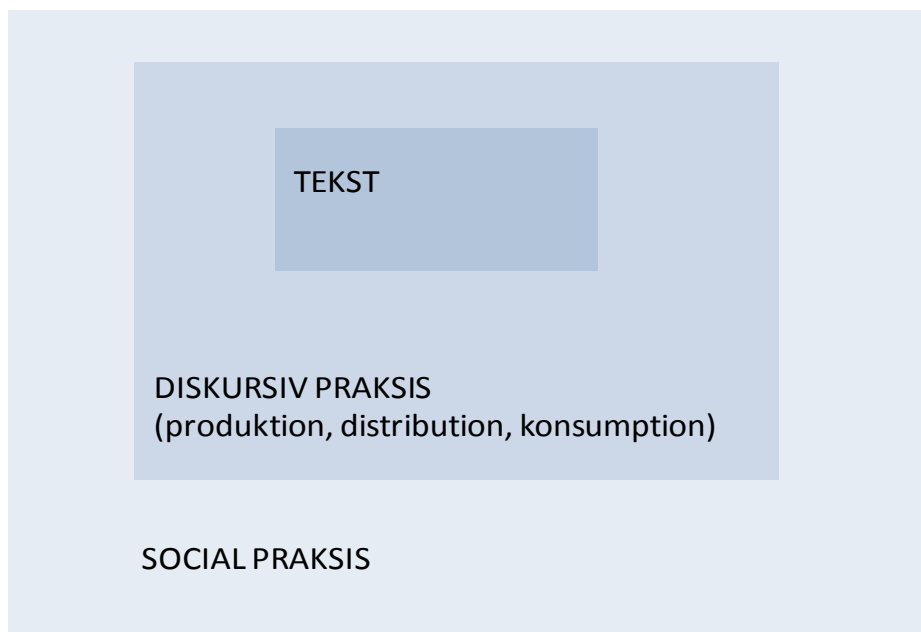 TEKST
DISKURSIV PRAKSIS
(produktion, distribution, konsumption)
SOCIAL PRAKSIS